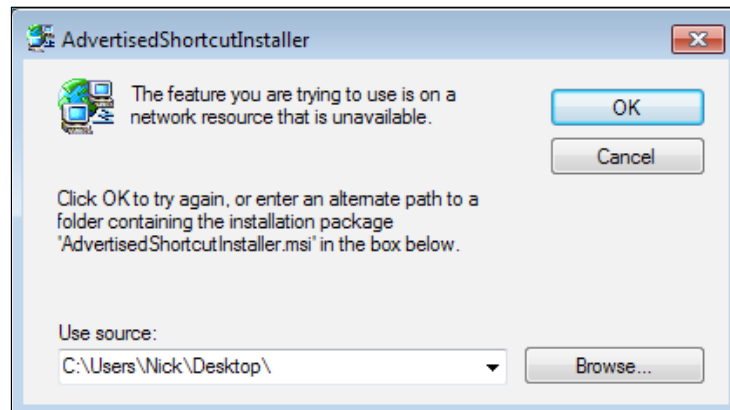 AdvertisedShortcutInstaller
The feature you are trying to use is on a
network resource that is unavailable.
OK
Cancel
Click OK to try again, or enter an alternate path to a
folder containing the installation package
'AdvertisedShortcutInstaller.msi' in the box below.
Use source:
C:\Users\Nick\Desktop\
Browse...